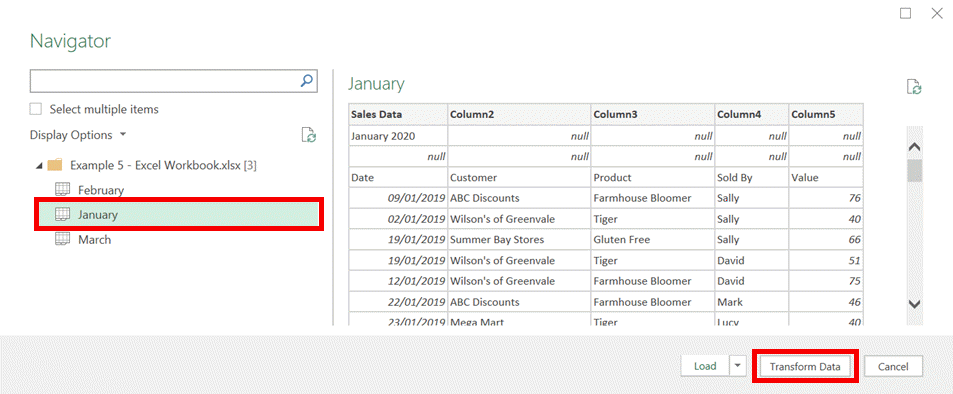 Navigator
Select multiple items
Display Options
Example 5 - Excel Workbook.xlsx [3]
February
January
March
January
Sales Data Column2 Column3 Column4 Column5
January 2020 null null null null
null null null null null
Date Customer Product Sold By Value
09/01/2019 ABC Discounts Farmhouse Bloomer Sally 76
02/01/2019 Wilson's of Greenvale Tiger Sally 40
19/01/2019 Summer Bay Stores Gluten Free Sally 66
19/01/2019 Wilson's of Greenvale Tiger David 51
12/01/2019 Wilson's of Greenvale Farmhouse Bloomer David 75
22/01/2019 ABC Discounts Farmhouse Bloomer Mark 46
23/01/2019 Mega Mart Tiger Lucy 40
Load Transform Data Cancel